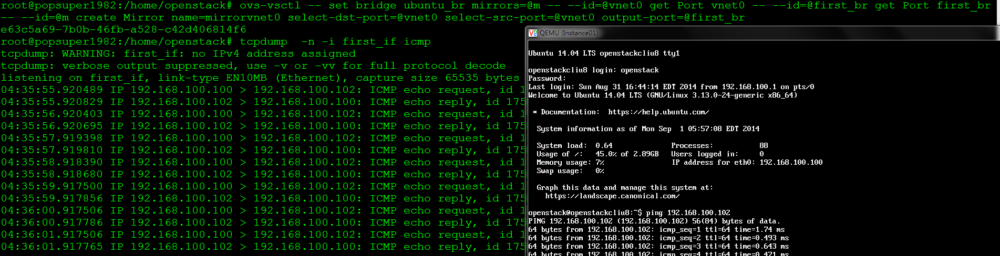 root@popsuper1982:/home/openstack# ovs-vsctl -- set bridge ubuntu_br mirrors=@m -- --id=@vnet0 get Port vnet0 -- --id=@first_br get Port first_br
-- --id=@m create Mirror name=mirrorvnet0 select-dst-port=@vnet0 select-src-port=@vnet0 output-port=@first_br
e63c5a69-7b0b-46fb-a528-c42d406814f6
root@popsuper1982:/home/openstack# tcpdump  -n -i first_if icmp
tcpdump: WARNING: first_if: no IPv4 address assigned
tcpdump: verbose output suppressed, use -v or -vv for full protocol decode
listening on first_if, link-type EN10MB (Ethernet), capture size 65535 bytes
04:35:55.920489 IP 192.168.100.100 > 192.168.100.102: ICMP echo request, id 1
04:35:55.920829 IP 192.168.100.102 > 192.168.100.100: ICMP echo reply, id 175
04:35:56.920403 IP 192.168.100.100 > 192.168.100.102: ICMP echo request, id 1
04:35:56.920695 IP 192.168.100.102 > 192.168.100.100: ICMP echo reply, id 175
04:35:57.919398 IP 192.168.100.100 > 192.168.100.102: ICMP echo request, id 1
04:35:57.919810 IP 192.168.100.102 > 192.168.100.100: ICMP echo reply, id 175
04:35:58.918390 IP 192.168.100.100 > 192.168.100.102: ICMP echo request, id 1
04:35:58.918680 IP 192.168.100.102 > 192.168.100.100: ICMP echo reply, id 175
04:35:59.917500 IP 192.168.100.100 > 192.168.100.102: ICMP echo request, id 1
04:35:59.917856 IP 192.168.100.102 > 192.168.100.100: ICMP echo reply, id 175
04:36:00.917506 IP 192.168.100.100 > 192.168.100.102: ICMP echo request, id 1
04:36:00.917786 IP 192.168.100.102 > 192.168.100.100: ICMP echo reply, id 175
04:36:01.917506 IP 192.168.100.100 > 192.168.100.102: ICMP echo request, id 1
04:36:01.917765 IP 192.168.100.102 > 192.168.100.100: ICMP echo reply, id 175
QEMU (Instance01)
Ubuntu 14.04 LTS openstackcliu8 tty1
openstackcliu8 login: openstack
Password:
Last login: Sun Aug 31 16:44:14 EDT 2014 from 192.168.100.1 on pts/0
Welcome to Ubuntu 14.04 LTS (GNU/Linux 3.13.0-24-generic x86_64)
* Documentation:  https://help.ubuntu.com/
System information as of Mon Sep  1 05:57:08 EDT 2014
System load:  0.64              Processes:           88
Usage of /:   45.0% of 2.89GB   Users logged in:     0
Memory usage: 7%                IP address for eth0: 192.168.100.100
Swap usage:   0%
Graph this data and manage this system at:
https://landscape.canonical.com/
openstack@openstackcliu8:~$ ping 192.168.100.102
PING 192.168.100.102 (192.168.100.102) 56(84) bytes of data.
64 bytes from 192.168.100.102: icmp_seq=1 ttl=64 time=1.74 ms
64 bytes from 192.168.100.102: icmp_seq=2 ttl=64 time=0.493 ms
64 bytes from 192.168.100.102: icmp_seq=3 ttl=64 time=0.643 ms
64 bytes from 192.168.100.102: icmp_seq=4 ttl=64 time=0.471 ms